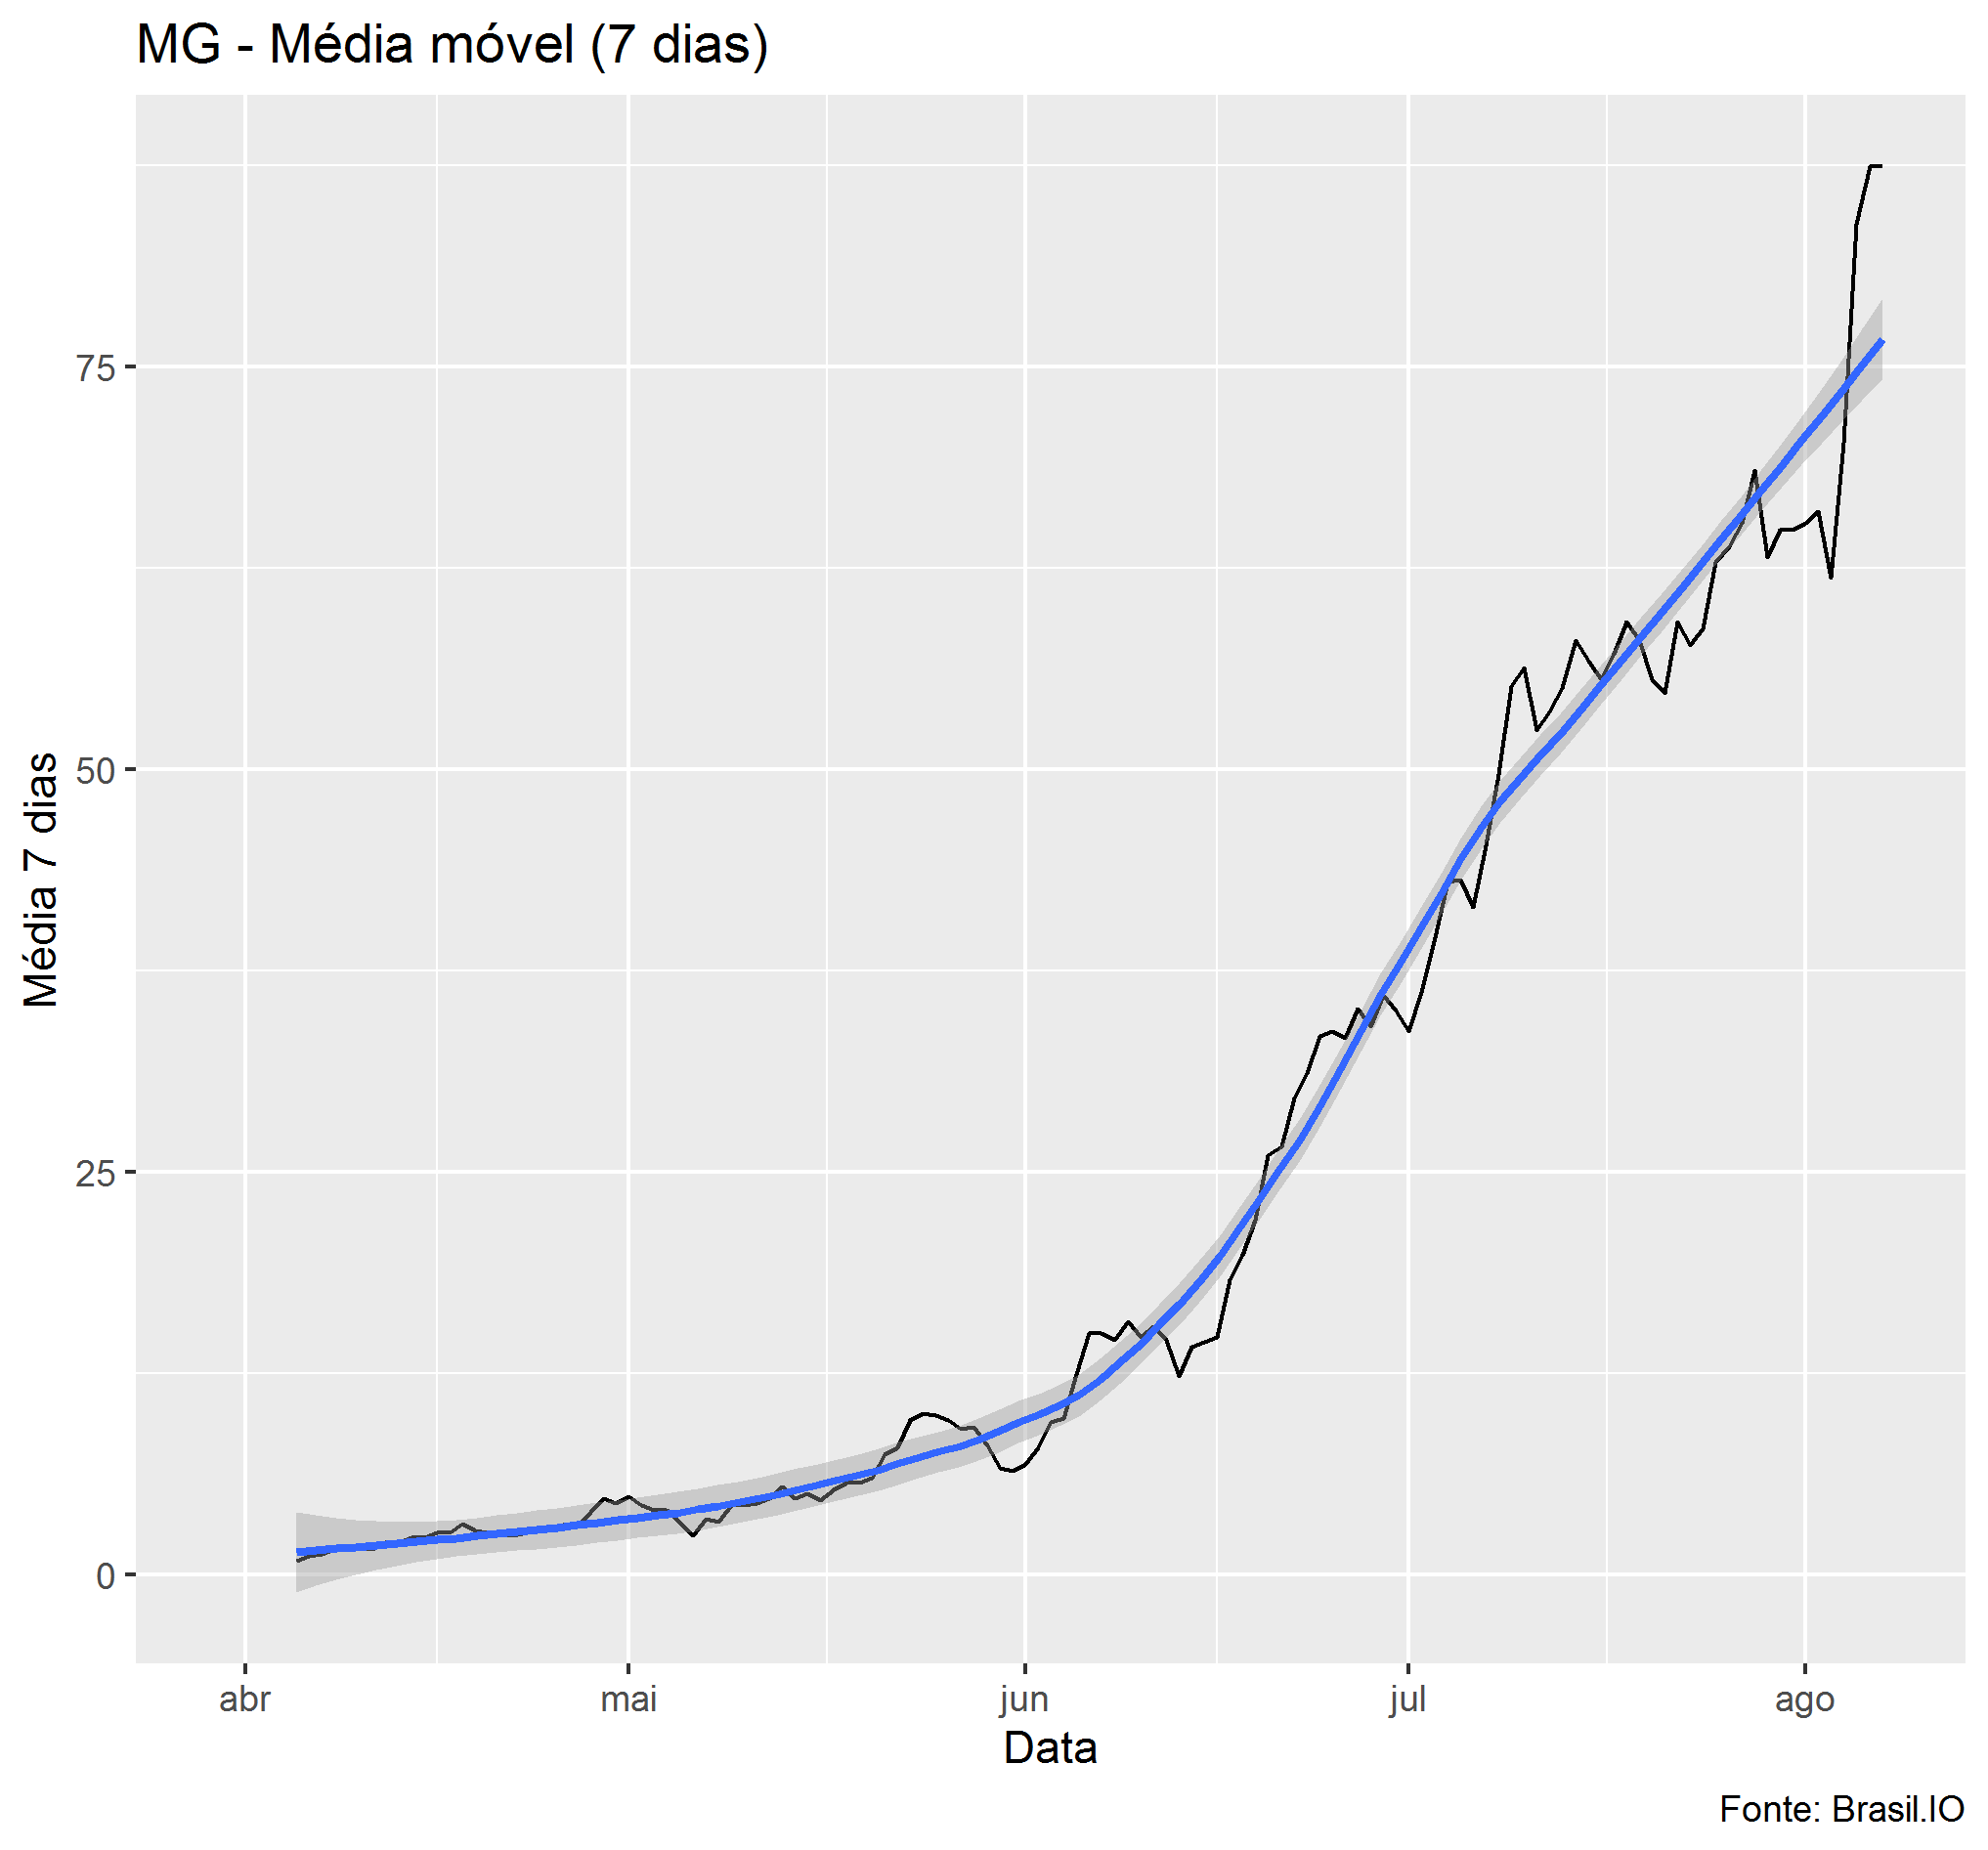 MG - Média móvel (7 dias)
Média 7 dias
75
50
25
0
abr mai jun jul ago
Data
Fonte: Brasil.IO